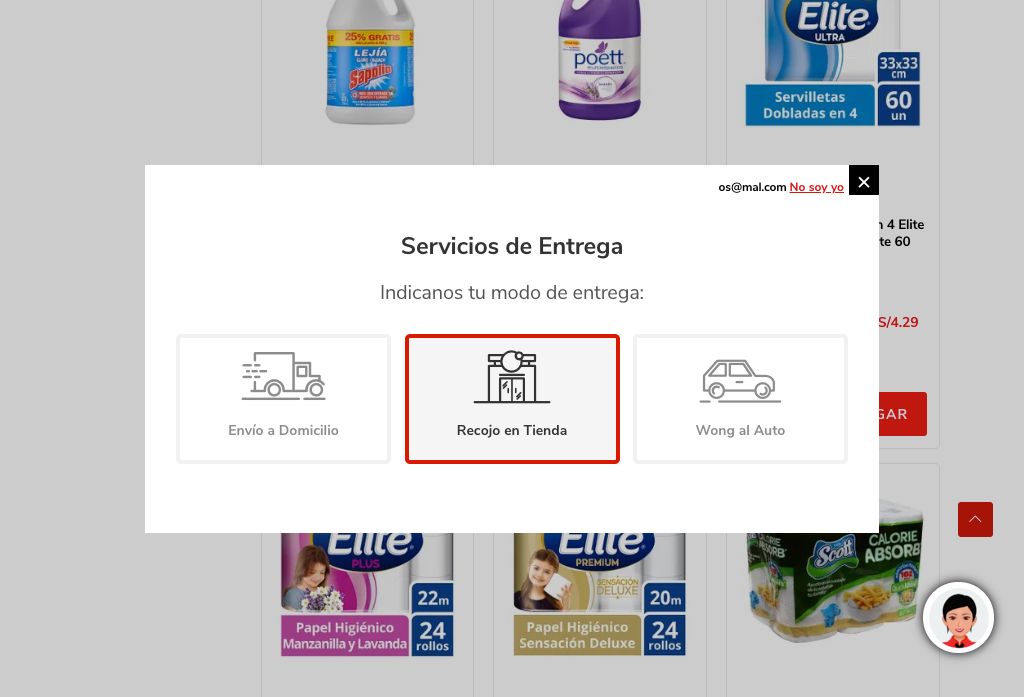 25% GRATIS
LEJÍA
Sapolio
poett
Elite
ULTRA
33x33
cm
Servilletas
Dobladas en 4
60
un
os@mal.com No soy yo
×
Servicios de Entrega
Indicanos tu modo de entrega:
n 4 Elite
te 60
S/4.29
GAR
Envío a Domicilio
Recojo en Tienda
Wong al Auto
Elite
PLUS
22m
Papel Higiénico
Manzanilla y Lavanda
24
rollos
Elite
PREMIUM
SENSACIÓN
DELUXE
20m
Papel Higiénico
Sensación Deluxe
24
rollos
CALORIE
ABSORB
Scott
CALORIE
ABSORB